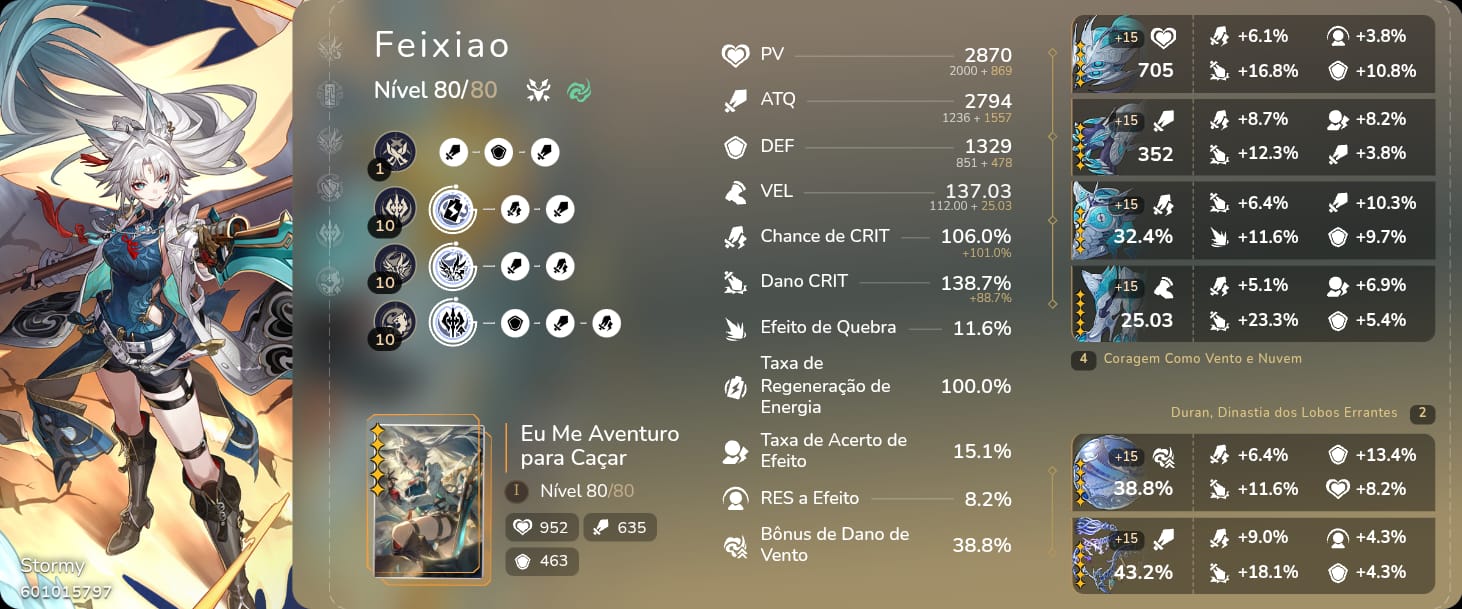 Feixiao
Nível 80/80
1
10
10
10
Eu Me Aventuro
para Caçar
I Nível 80/80
952 635
463
Stormy
601015797
PV 2870
2000 + 869
ATQ 2794
1236 + 1557
DEF 1329
851 + 478
VEL 137.03
112.00 + 25.03
Chance de CRIT 106.0%
+101.0%
Dano CRIT 138.7%
+88.7%
Efeito de Quebra 11.6%
Taxa de
Regeneração de
Energia 100.0%
Taxa de Acerto de
Efeito 15.1%
RES a Efeito 8.2%
Bônus de Dano de
Vento 38.8%
+15 +6.1% +3.8%
705 +16.8% +10.8%
+15 +8.7% +8.2%
352 +12.3% +3.8%
+15 +6.4% +10.3%
32.4% +11.6% +9.7%
+15 +5.1% +6.9%
25.03 +23.3% +5.4%
4 Coragem Como Vento e Nuvem
Duran, Dinastia dos Lobos Errantes 2
+15 +6.4% +13.4%
38.8% +11.6% +8.2%
+15 +9.0% +4.3%
43.2% +18.1% +4.3%